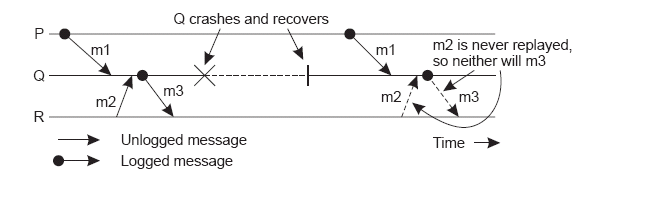 Q crashes and recovers
P
m1
m1
m2 is never replayed,
so neither will m3
Q
m2
m3
m2
m3
R
Unlogged message
Time
Logged message